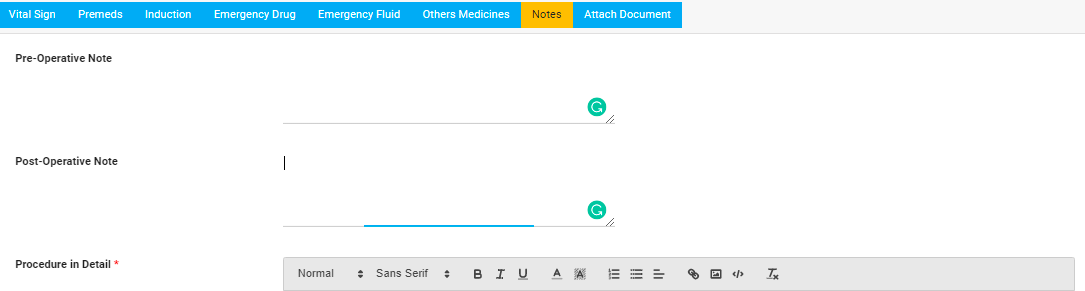 Vital Sign Premeds Induction Emergency Drug Emergency Fluid Others Medicines Notes Attach Document
Pre-Operative Note
Post-Operative Note
Procedure in Detail *
Normal Sans Serif B I U A A